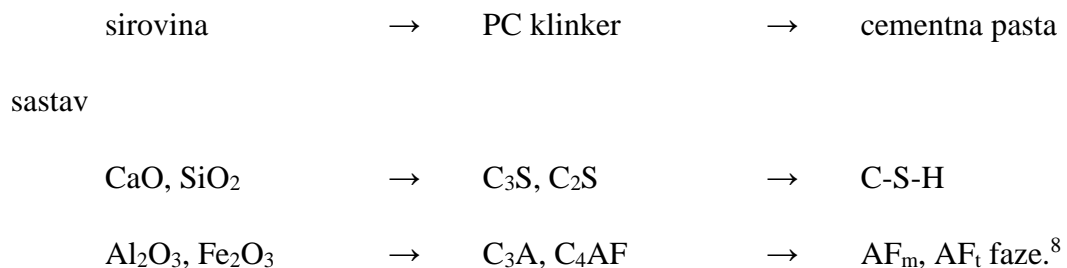 sirovina → PC klinker → cementna pasta
sastav
CaO, SiO₂ → C₃S, C₂S → C-S-H
Al₂O₃, Fe₂O₃ → C₃A, C₄AF → AFₘ, AFₜ faze.⁸